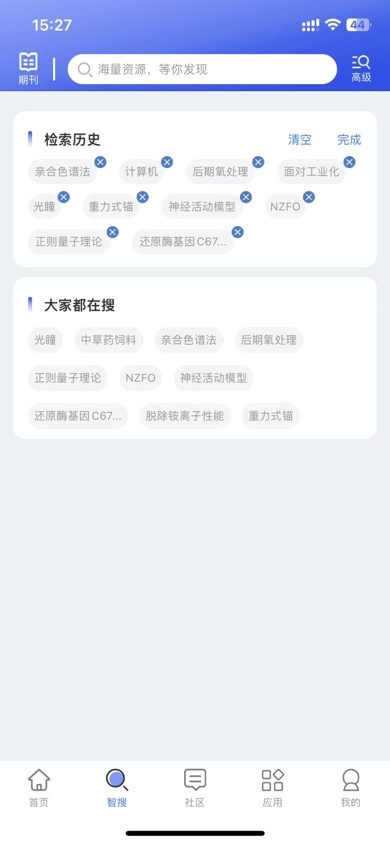 15:27
44
期刊
海量资源，等你发现
高级
检索历史 清空 完成
亲合色谱法 计算机 后期氧处理 面对工业化
光瞳 重力式锚 神经活动模型 NZFO
正则量子理论 还原酶基因C67...
大家都在搜
光瞳 中草药饲料 亲合色谱法 后期氧处理
正则量子理论 NZFO 神经活动模型
还原酶基因C67... 脱除铵离子性能 重力式锚
首页 智搜 社区 应用 我的